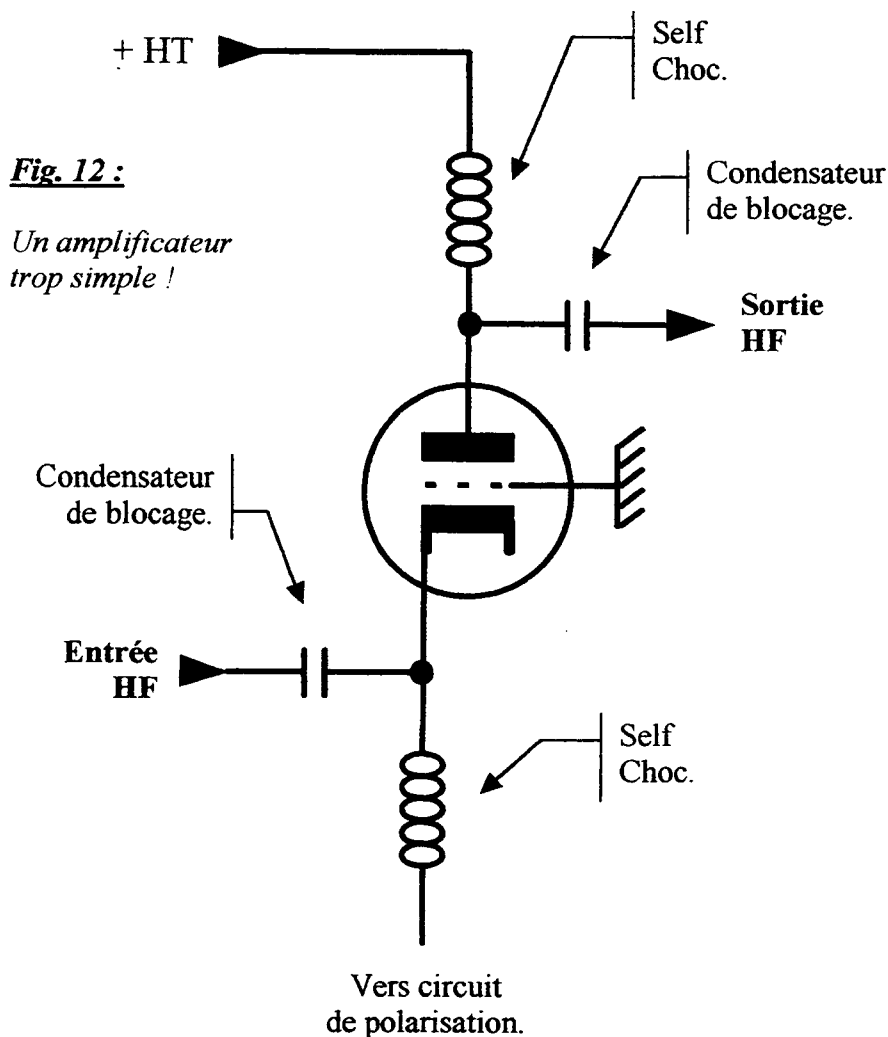 + HT
Self
Choc.
Fig. 12 :
Un amplificateur
trop simple !
Condensateur
de blocage.
Sortie
HF
Condensateur
de blocage.
Entrée
HF
Self
Choc.
Vers circuit
de polarisation.